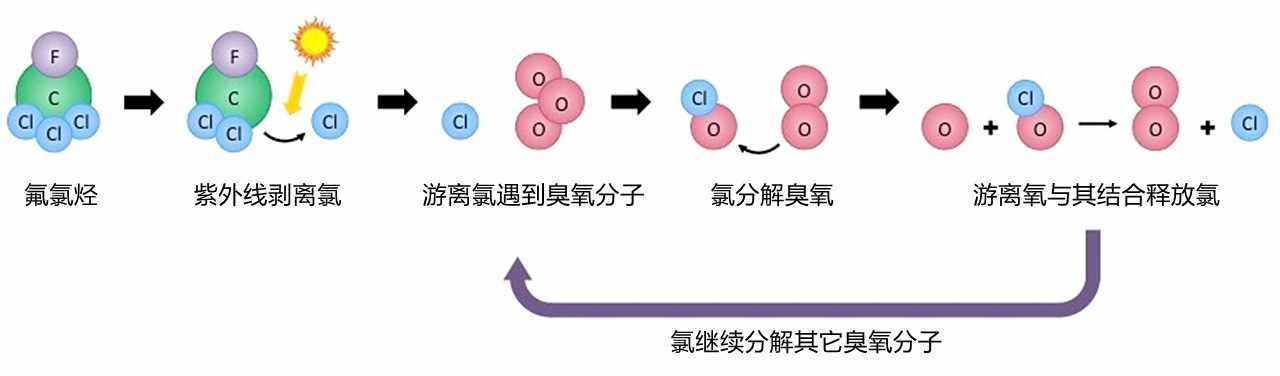 F
C
Cl Cl Cl
F
C
Cl Cl Cl
Cl
O
O
O
Cl
O
O
O
O + Cl O
O
O + Cl
氟氯烃
紫外线剥离氯
游离氯遇到臭氧分子
氯分解臭氧
游离氧与其结合释放氯
氯继续分解其它臭氧分子